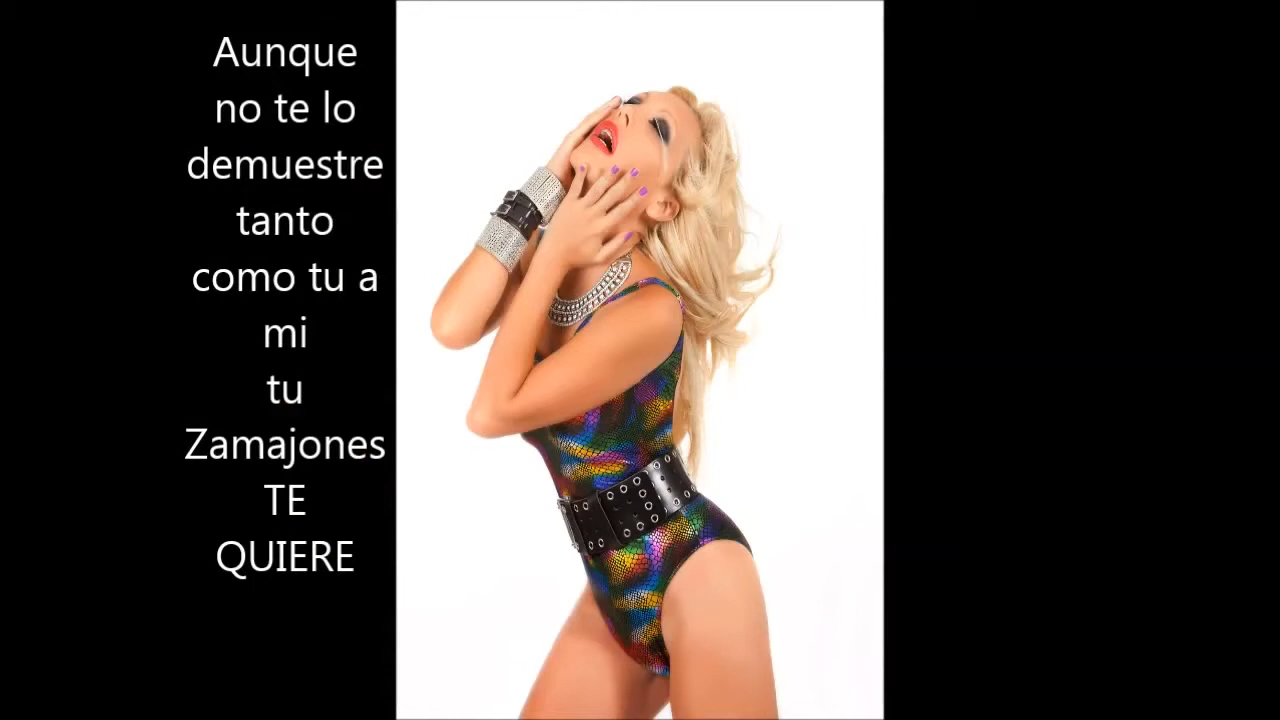 Aunque
no te lo
demuestre
tanto
como tu a
mi
tu
Zamajones
TE
QUIERE